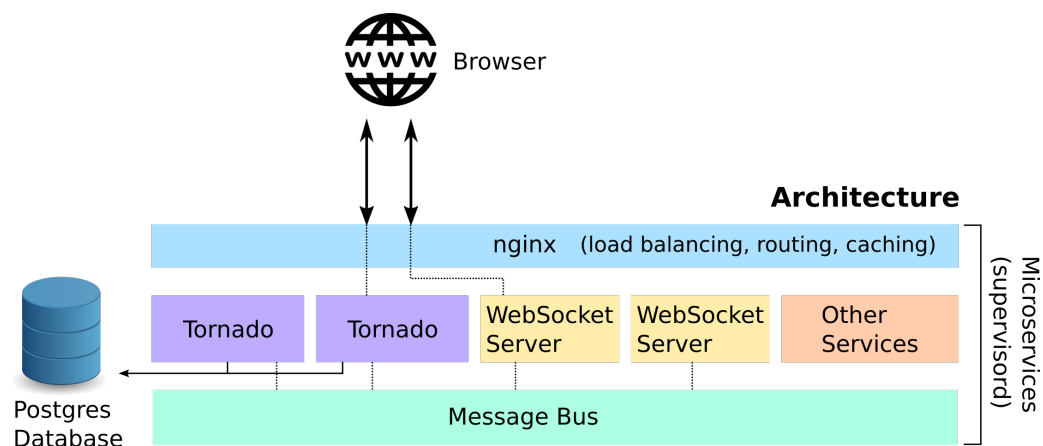 W W W
Browser
Architecture
nginx (load balancing, routing, caching)
Microservices
(supervisord)
Tornado
Tornado
WebSocket
Server
WebSocket
Server
Other
Services
Postgres
Database
Message Bus